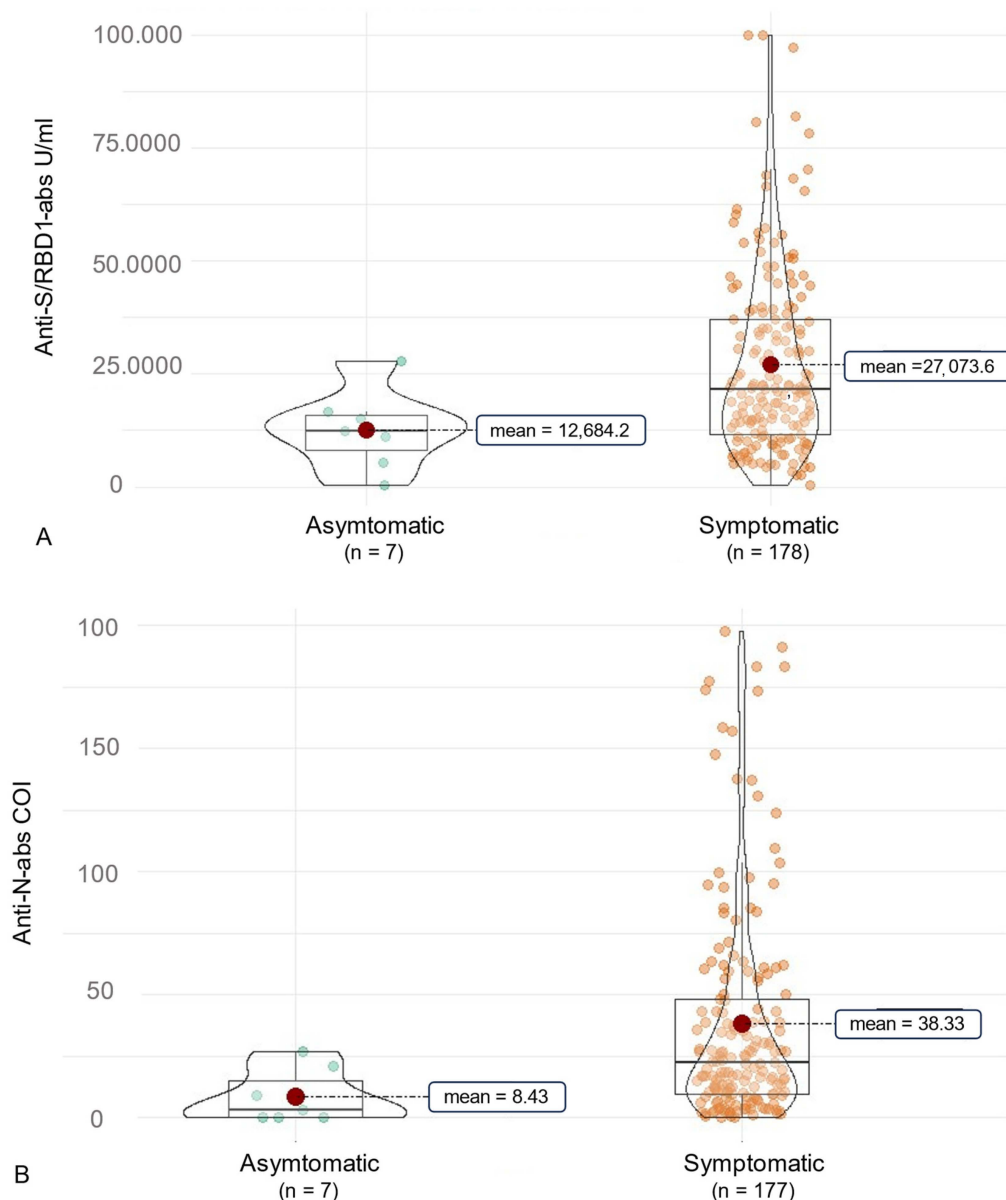 100.000
75.0000
50.0000
25.0000
0
Anti-S/RBD1-abs U/ml
mean = 12,684.2
mean =27,073.6
,
Asymtomatic
(n = 7)
Symptomatic
(n = 178)
A
100
150
100
50
0
Anti-N-abs COI
mean = 8.43
mean = 38.33
Asymtomatic
(n = 7)
Symptomatic
(n = 177)
B